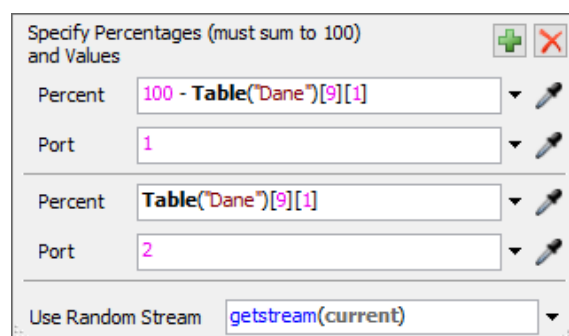 Specify Percentages (must sum to 100)
and Values
Percent 100 - Table("Dane")[9][1]
Port 1
Percent Table("Dane")[9][1]
Port 2
Use Random Stream getstream(current)